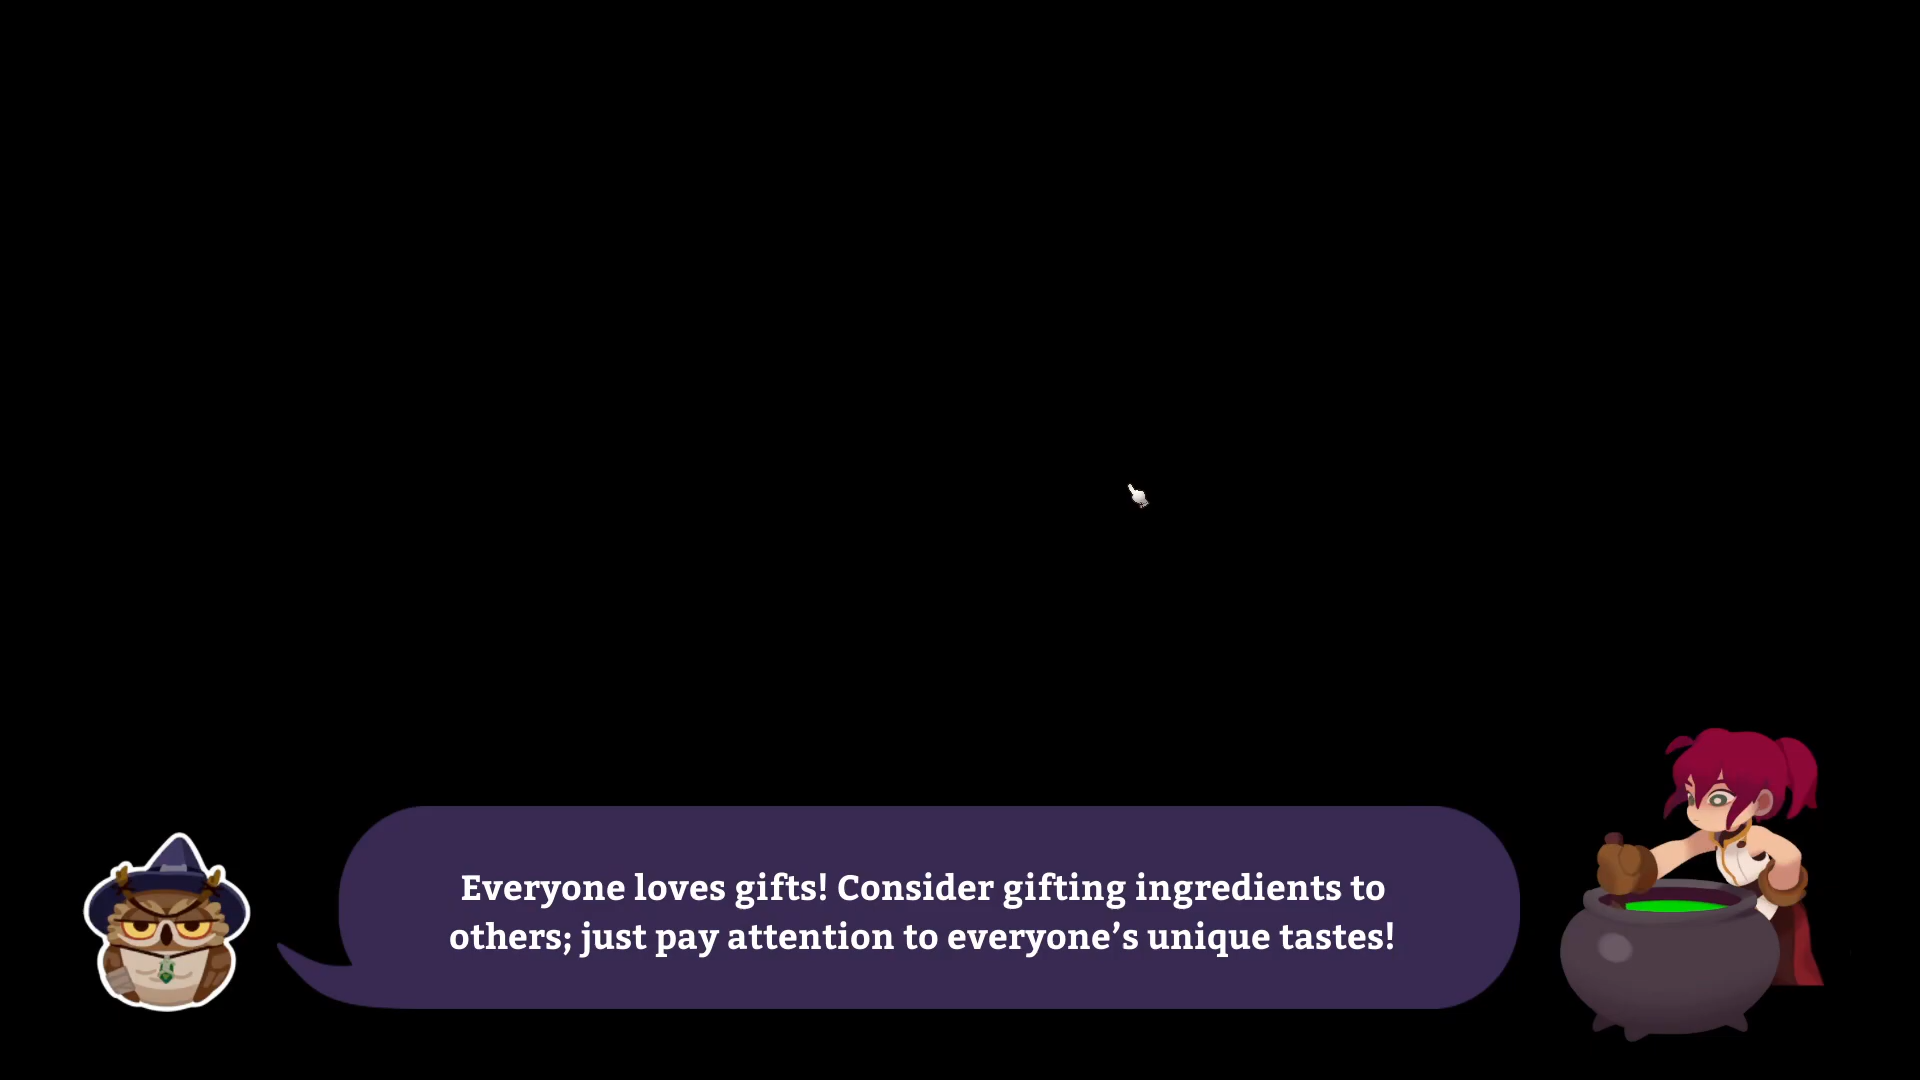 Everyone loves gifts! Consider gifting ingredients to
others; just pay attention to everyone’s unique tastes!